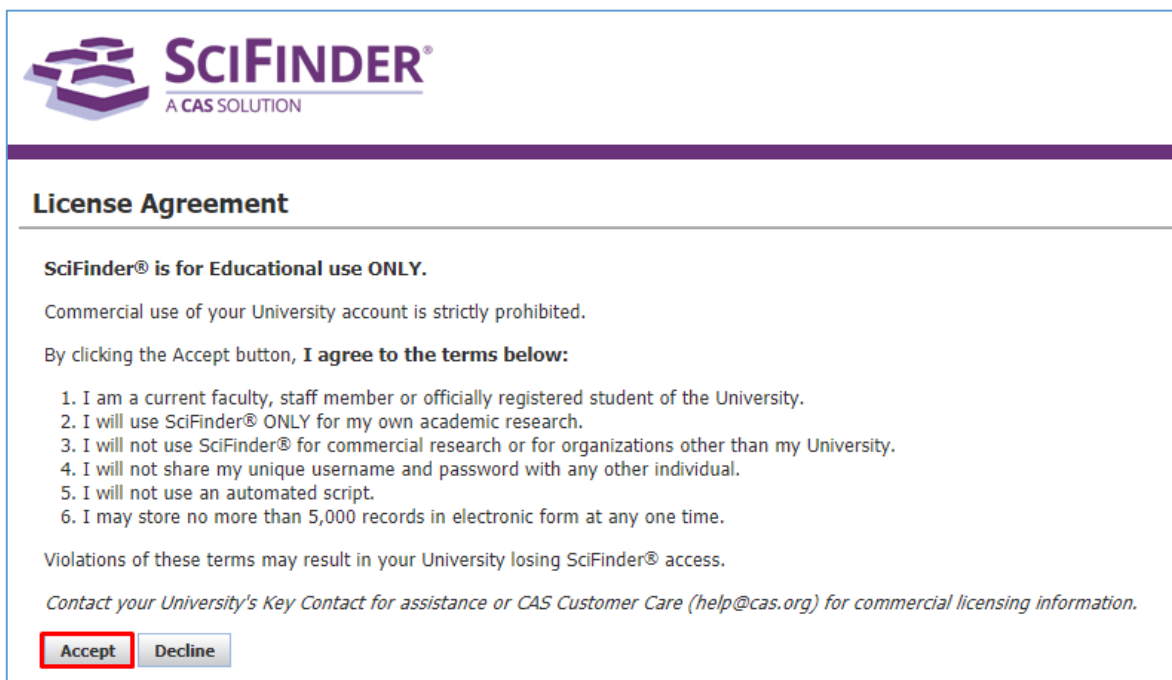 SCIFINDER®
A CAS SOLUTION
License Agreement
SciFinder® is for Educational use ONLY.
Commercial use of your University account is strictly prohibited.
By clicking the Accept button, I agree to the terms below:
1. I am a current faculty, staff member or officially registered student of the University.
2. I will use SciFinder® ONLY for my own academic research.
3. I will not use SciFinder® for commercial research or for organizations other than my University.
4. I will not share my unique username and password with any other individual.
5. I will not use an automated script.
6. I may store no more than 5,000 records in electronic form at any one time.
Violations of these terms may result in your University losing SciFinder® access.
Contact your University's Key Contact for assistance or CAS Customer Care (help@cas.org) for commercial licensing information.
Accept Decline